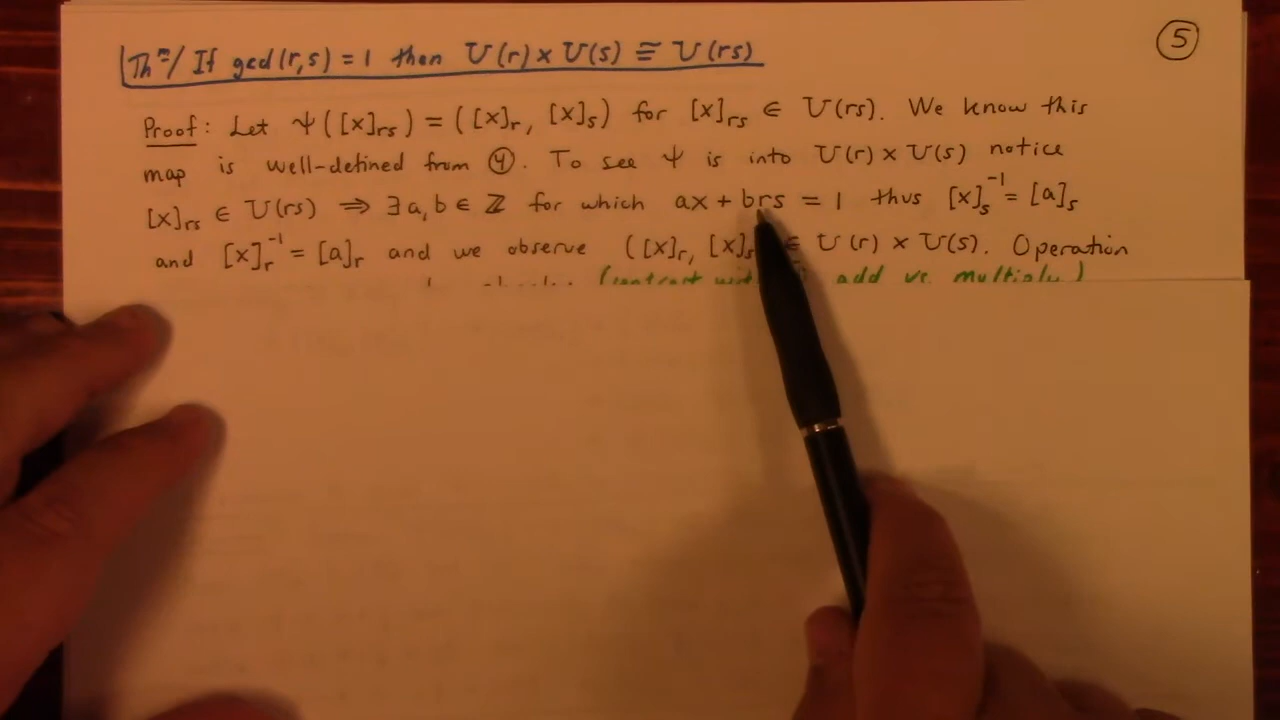 5
Thm/ If gcd(r,s) = 1 then U(r) × U(s) ≅ U(rs)
Proof: Let Ψ([x]rs) = ([x]r, [x]s) for [x]rs ∈ U(rs). We know this
map is well-defined from ④. To see Ψ is into U(r) × U(s) notice
[x]rs ∈ U(rs) ⇒ ∃ a, b ∈ ℤ for which ax + brs = 1 thus [x]s⁻¹ = [a]s
and [x]r⁻¹ = [a]r and we observe ([x]r, [x]s ∈ U(r) × U(s). Operation
(contrast add vs. multiply)